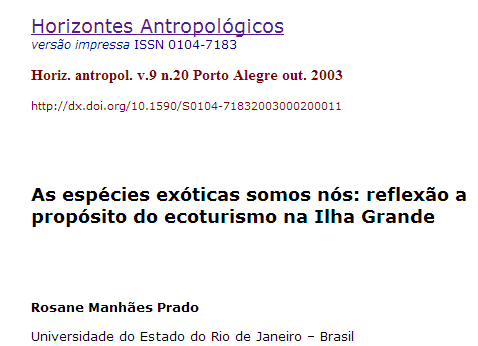 Horizontes Antropológicos
versão impressa ISSN 0104-7183
Horiz. antropol. v.9 n.20 Porto Alegre out. 2003
http://dx.doi.org/10.1590/S0104-71832003000200011
As espécies exóticas somos nós: reflexão a
propósito do ecoturismo na Ilha Grande
Rosane Manhães Prado
Universidade do Estado do Rio de Janeiro – Brasil